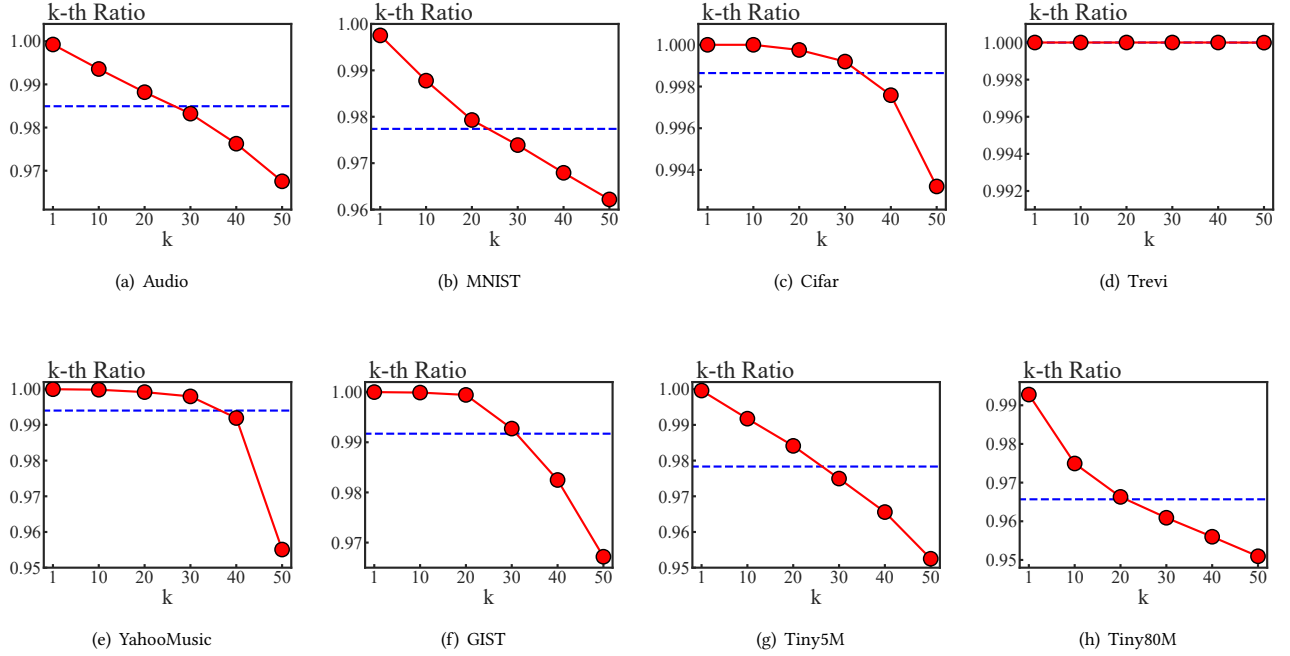 k-th Ratio
1.00
0.99
0.98
0.97
1 10 20 30 40 50
k
(a) Audio
k-th Ratio
1.00
0.99
0.98
0.97
0.96
1 10 20 30 40 50
k
(b) MNIST
k-th Ratio
1.000
0.998
0.996
0.994
1 10 20 30 40 50
k
(c) Cifar
k-th Ratio
1.000
0.998
0.996
0.994
0.992
1 10 20 30 40 50
k
(d) Trevi
k-th Ratio
1.00
0.99
0.98
0.97
0.96
0.95
1 10 20 30 40 50
k
(e) YahooMusic
k-th Ratio
1.00
0.99
0.98
0.97
1 10 20 30 40 50
k
(f) GIST
k-th Ratio
1.00
0.99
0.98
0.97
0.96
0.95
1 10 20 30 40 50
k
(g) Tiny5M
k-th Ratio
0.99
0.98
0.97
0.96
0.95
1 10 20 30 40 50
k
(h) Tiny80M